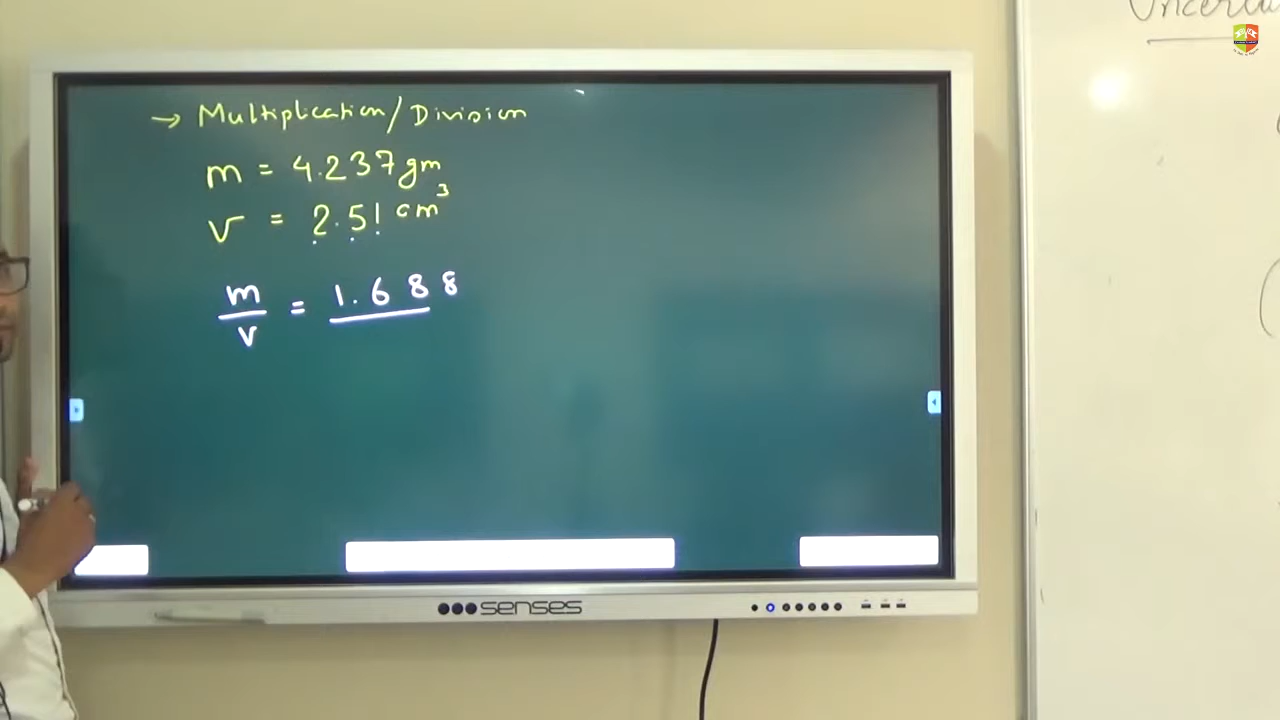 → Multiplication/Division
m = 4.237 gm
v = 2.51 cm³
m/v = 1.688
senses